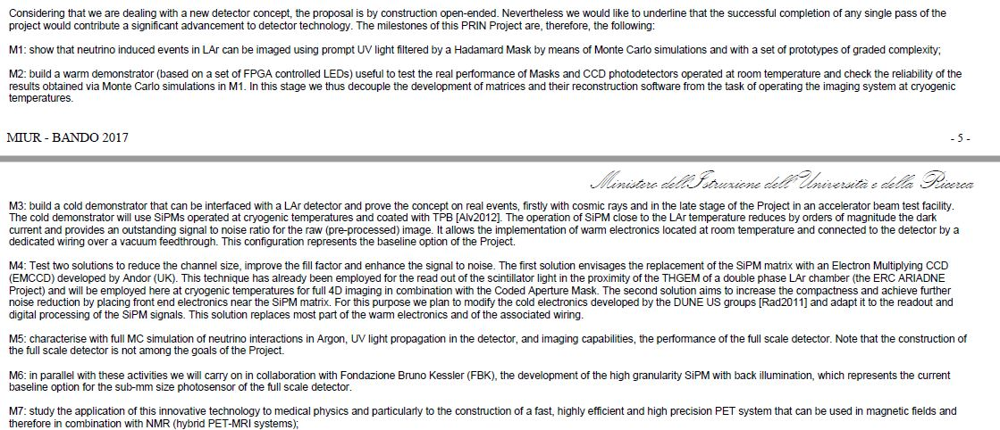 Considering that we are dealing with a new detector concept, the proposal is by construction open-ended. Nevertheless we would like to underline that the successful completion of any single pass of the
project would contribute a significant advancement to detector technology. The milestones of this PRIN Project are, therefore, the following:
M1: show that neutrino induced events in LAr can be imaged using prompt UV light filtered by a Hadamard Mask by means of Monte Carlo simulations and with a set of prototypes of graded complexity;
M2: build a warm demonstrator (based on a set of FPGA controlled LEDs) useful to test the real performance of Masks and CCD photodetectors operated at room temperature and check the reliability of the
results obtained via Monte Carlo simulations in M1. In this stage we thus decouple the development of matrices and their reconstruction software from the task of operating the imaging system at cryogenic
temperatures.
MIUR - BANDO 2017
- 5 -
Ministero dell'Istruzione dell'Università e della Ricerca
M3: build a cold demonstrator that can be interfaced with a LAr detector and prove the concept on real events, firstly with cosmic rays and in the late stage of the Project in an accelerator beam test facility.
The cold demonstrator will use SiPMs operated at cryogenic temperatures and coated with TPB [Alv2012]. The operation of SiPM close to the LAr temperature reduces by orders of magnitude the dark
current and provides an outstanding signal to noise ratio for the raw (pre-processed) image. It allows the implementation of warm electronics located at room temperature and connected to the detector by a
dedicated wiring over a vacuum feedthrough. This configuration represents the baseline option of the Project.
M4: Test two solutions to reduce the channel size, improve the fill factor and enhance the signal to noise. The first solution envisages the replacement of the SiPM matrix with an Electron Multiplying CCD
(EMCCD) developed by Andor (UK). This technique has already been employed for the read out of the scintillator light in the proximity of the THGEM of a double phase LAr chamber (the ERC ARIADNE
Project) and will be employed here at cryogenic temperatures for full 4D imaging in combination with the Coded Aperture Mask. The second solution aims to increase the compactness and achieve further
noise reduction by placing front end electronics near the SiPM matrix. For this purpose we plan to modify the cold electronics developed by the DUNE US groups [Rad2011] and adapt it to the readout and
digital processing of the SiPM signals. This solution replaces most part of the warm electronics and of the associated wiring.
M5: characterise with full MC simulation of neutrino interactions in Argon, UV light propagation in the detector, and imaging capabilities, the performance of the full scale detector. Note that the construction of
the full scale detector is not among the goals of the Project.
M6: in parallel with these activities we will carry on in collaboration with Fondazione Bruno Kessler (FBK), the development of the high granularity SiPM with back illumination, which represents the current
baseline option for the sub-mm size photosensor of the full scale detector.
M7: study the application of this innovative technology to medical physics and particularly to the construction of a fast, highly efficient and high precision PET system that can be used in magnetic fields and
therefore in combination with NMR (hybrid PET-MRI systems);